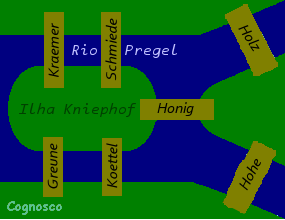 Kraemer
Schmiede
Holz
Rio Pregel
Ilha Kniephof
Honig
Greune
Koettel
Hohe
Cognosco